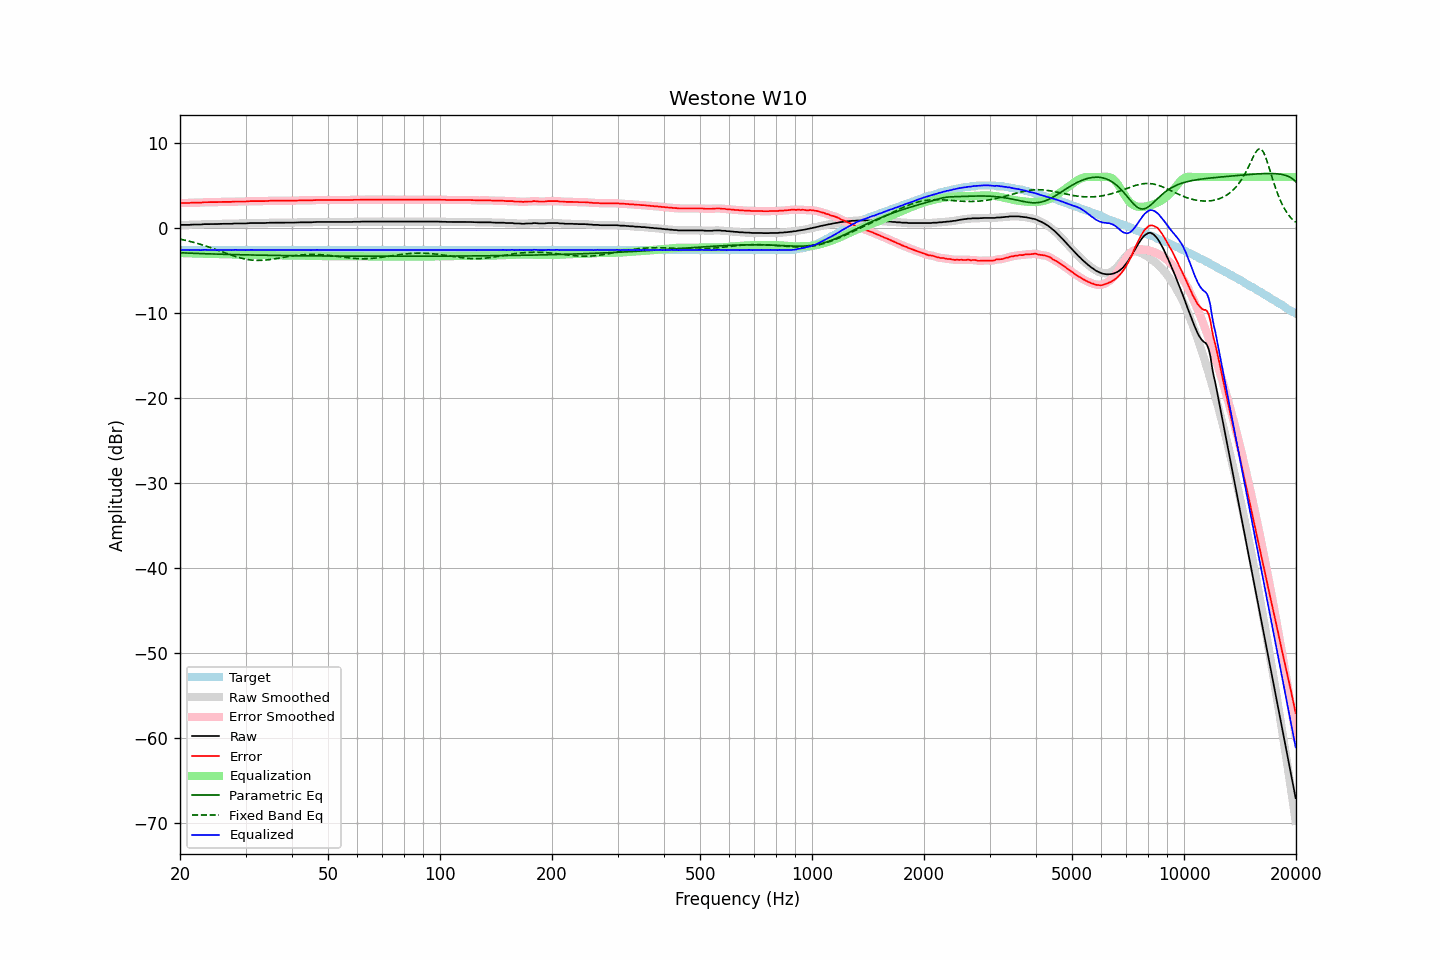 Westone W10
10
0
−10
−20
−30
−40
−50
−60
−70
Amplitude (dBr)
Target
Raw Smoothed
Error Smoothed
Raw
Error
Equalization
Parametric Eq
Fixed Band Eq
Equalized
20
50
100
200
500
1000
2000
5000
10000
20000
Frequency (Hz)